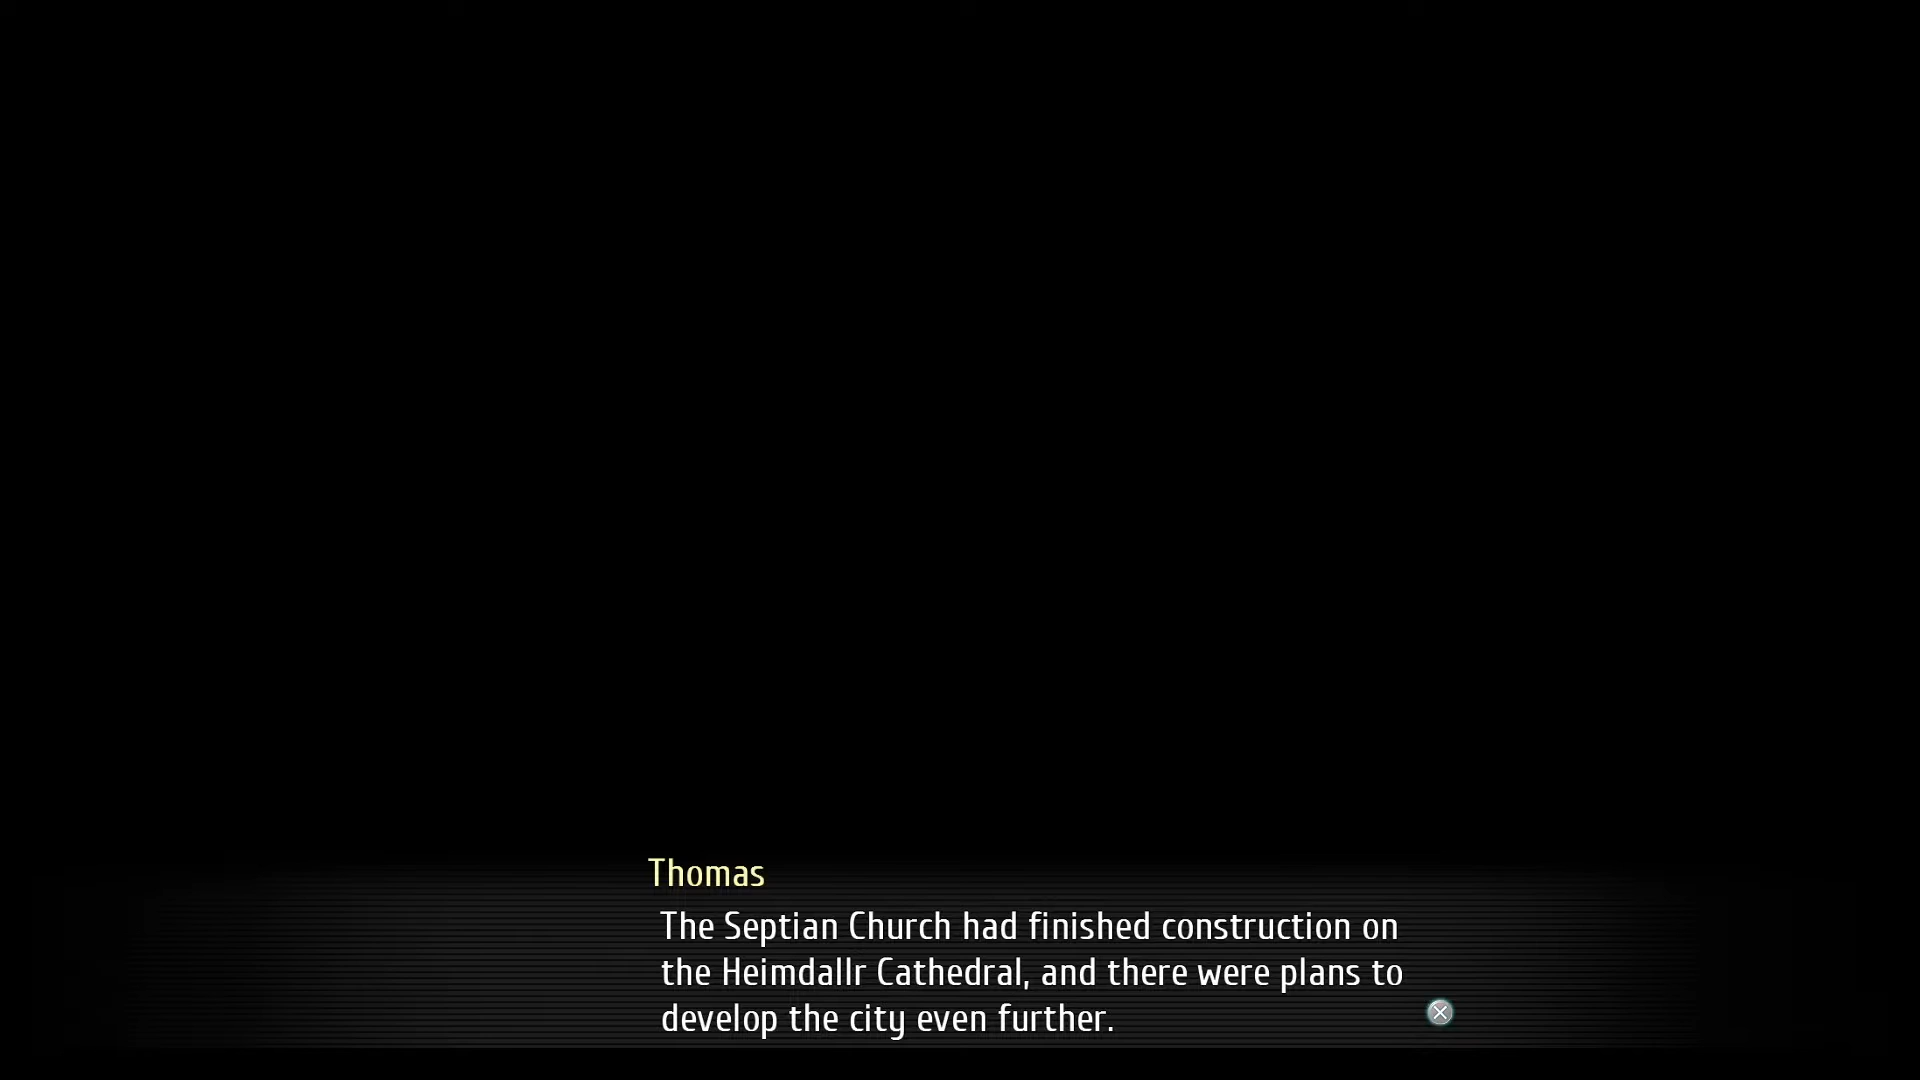 Thomas
The Septian Church had finished construction on
the Heimdallr Cathedral, and there were plans to
develop the city even further.